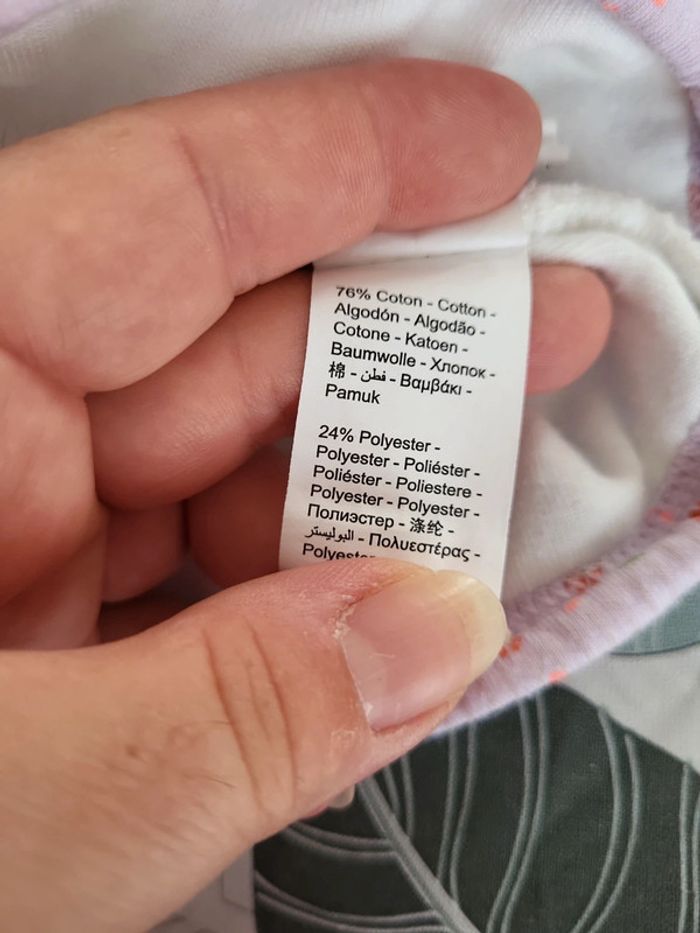 76% Coton - Cotton -
Algodón - Algodão -
Cotone - Katoen -
Baumwolle - Хлопок -
棉 - قطن - Βαμβάκι -
Pamuk
24% Polyester -
Polyester - Poliéster -
Poliéster - Poliestere -
Polyester - Polyester -
Полиэстер - 涤纶 -
البوليستر - Πολυεστέρας -
Polyester